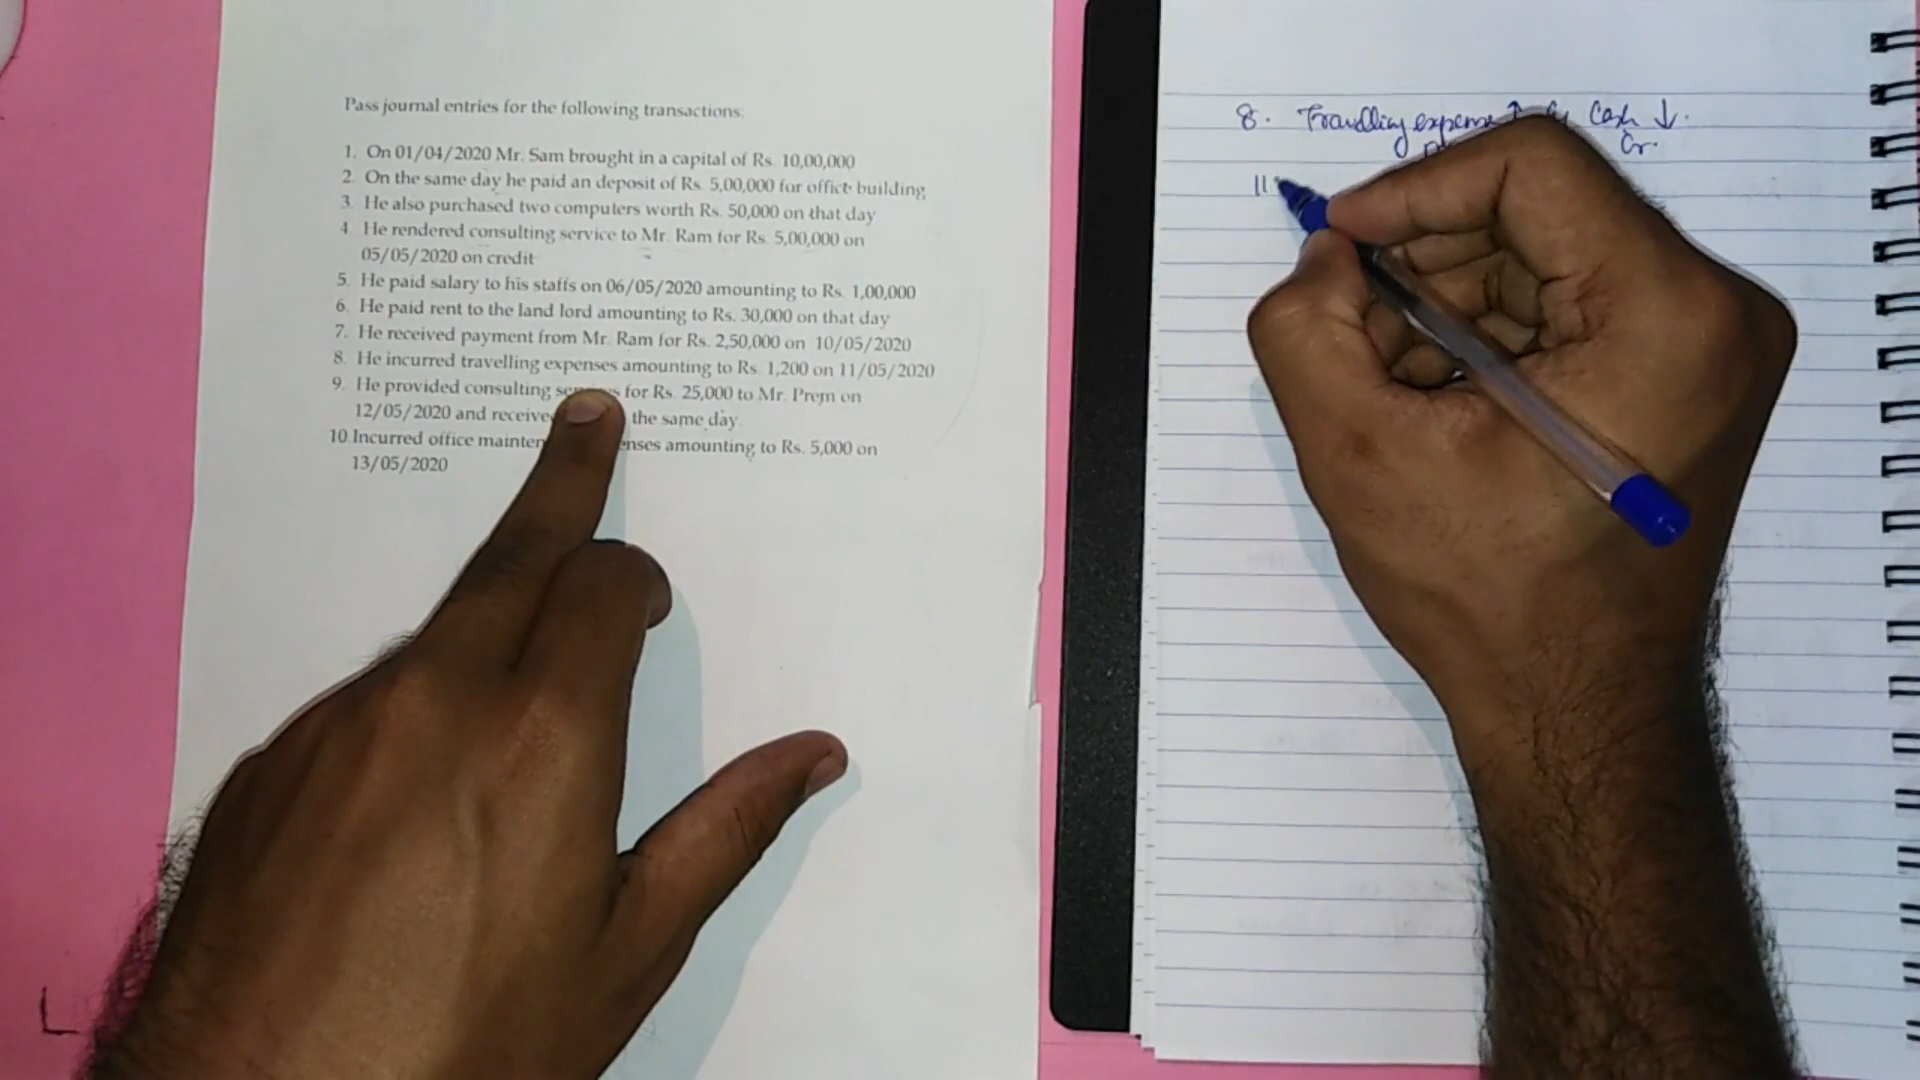 Pass journal entries for the following transactions:
1. On 01/04/2020 Mr. Sam brought in a capital of Rs. 10,00,000
2. On the same day he paid an deposit of Rs. 5,00,000 for office building
3. He also purchased two computers worth Rs. 50,000 on that day
4. He rendered consulting service to Mr. Ram for Rs. 5,00,000 on
05/05/2020 on credit
5. He paid salary to his staffs on 06/05/2020 amounting to Rs. 1,00,000
6. He paid rent to the land lord amounting to Rs. 30,000 on that day
7. He received payment from Mr. Ram for Rs. 2,50,000 on 10/05/2020
8. He incurred travelling expenses amounting to Rs. 1,200 on 11/05/2020
9. He provided consulting for Rs. 25,000 to Mr. Prem on
12/05/2020 and the same day.
10. Incurred office amounting to Rs. 5,000 on
13/05/2020
8. Travelling expense ↑ Cash ↓.
Cr.
11